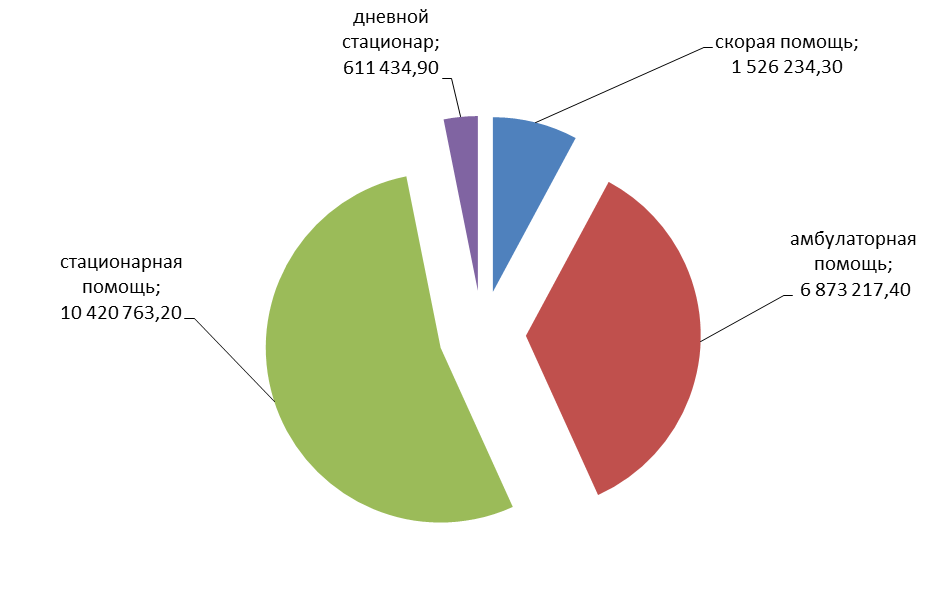 дневной
стационар;
611 434,90
скорая помощь;
1 526 234,30
амбулаторная
помощь;
6 873 217,40
стационарная
помощь;
10 420 763,20